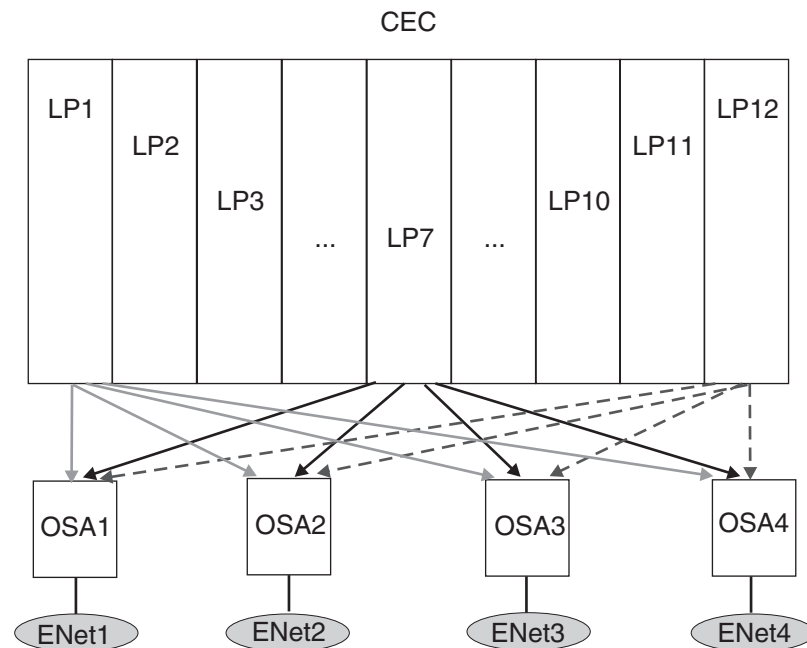 CEC
LP1
LP2
LP3
...
LP7
...
LP10
LP11
LP12
OSA1
OSA2
OSA3
OSA4
ENet1
ENet2
ENet3
ENet4